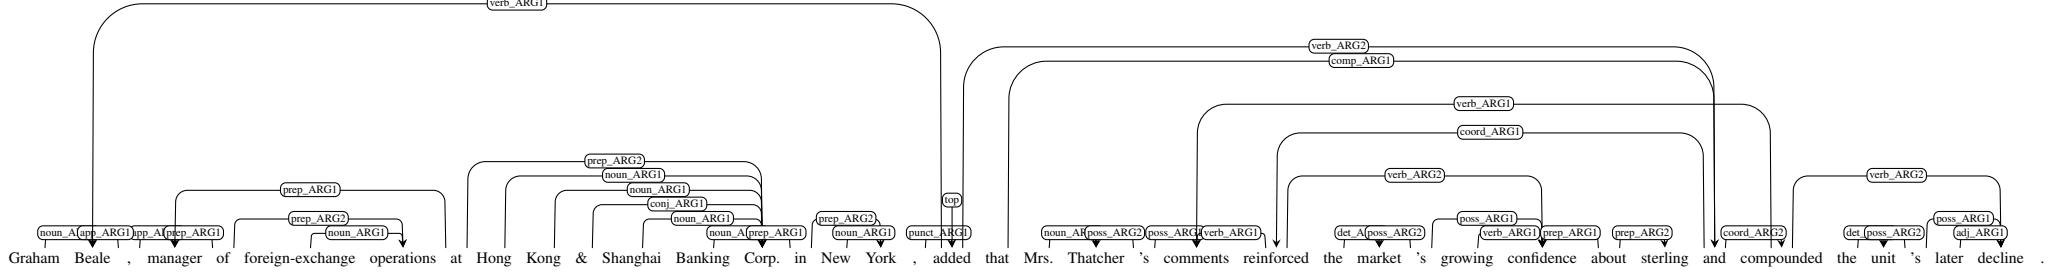 verb_ARG1
verb_ARG2
comp_ARG1
verb_ARG1
coord_ARG1
prep_ARG2
noun_ARG1 verb_ARG2 verb_ARG2
prep_ARG1 noun_ARG1
conj_ARG1 top
prep_ARG2 noun_ARG1 prep_ARG2 poss_ARG1 poss_ARG1
app_ARG1 prep_ARG1 noun_ARG1 prep_ARG1 noun_ARG1 punct_ARG1 poss_ARG2 verb_ARG1 poss_ARG2 verb_ARG1 prep_ARG1 prep_ARG2 coord_ARG2 poss_ARG2 adj_ARG1
Graham Beale , manager of foreign-exchange operations at Hong Kong & Shanghai Banking Corp. in New York , added that Mrs. Thatcher 's comments reinforced the market 's growing confidence about sterling and compounded the unit 's later decline .